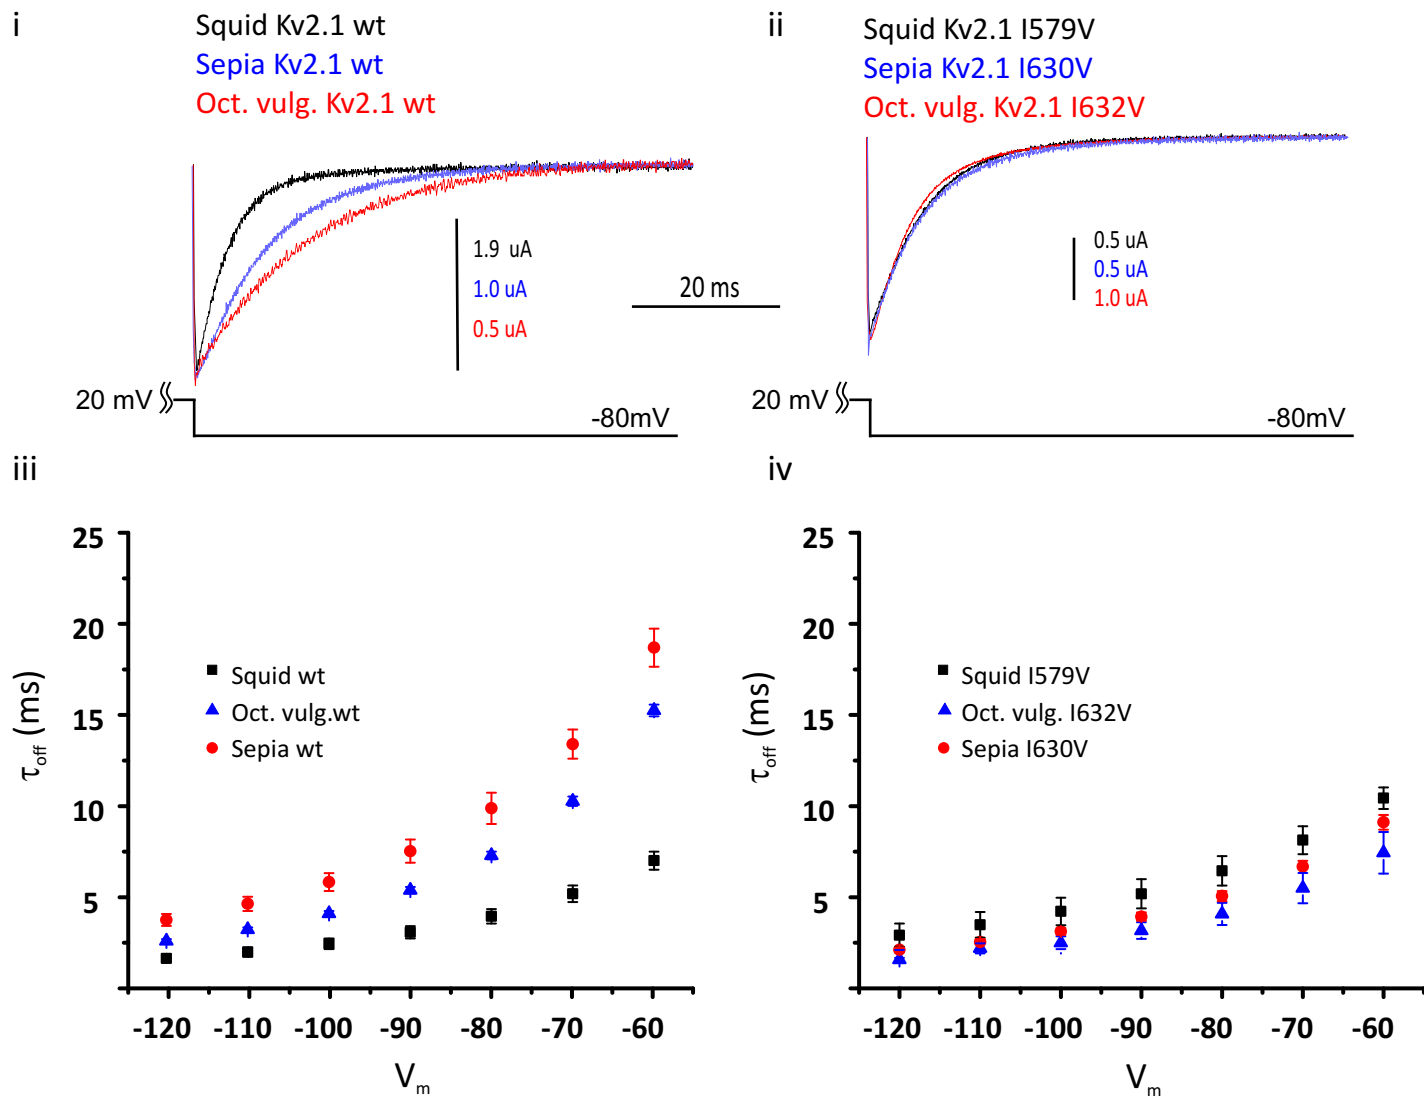 i
Squid Kv2.1 wt
Sepia Kv2.1 wt
Oct. vulg. Kv2.1 wt
1.9 uA
1.0 uA
0.5 uA
20 ms
20 mV
-80mV
ii
Squid Kv2.1 I579V
Sepia Kv2.1 I630V
Oct. vulg. Kv2.1 I632V
0.5 uA
0.5 uA
1.0 uA
20 mV
-80mV
iii
25
20
15
10
5
τoff (ms)
Squid wt
Oct. vulg.wt
Sepia wt
-120 -110 -100 -90 -80 -70 -60
Vm
iv
25
20
15
10
5
τoff (ms)
Squid I579V
Oct. vulg. I632V
Sepia I630V
-120 -110 -100 -90 -80 -70 -60
Vm